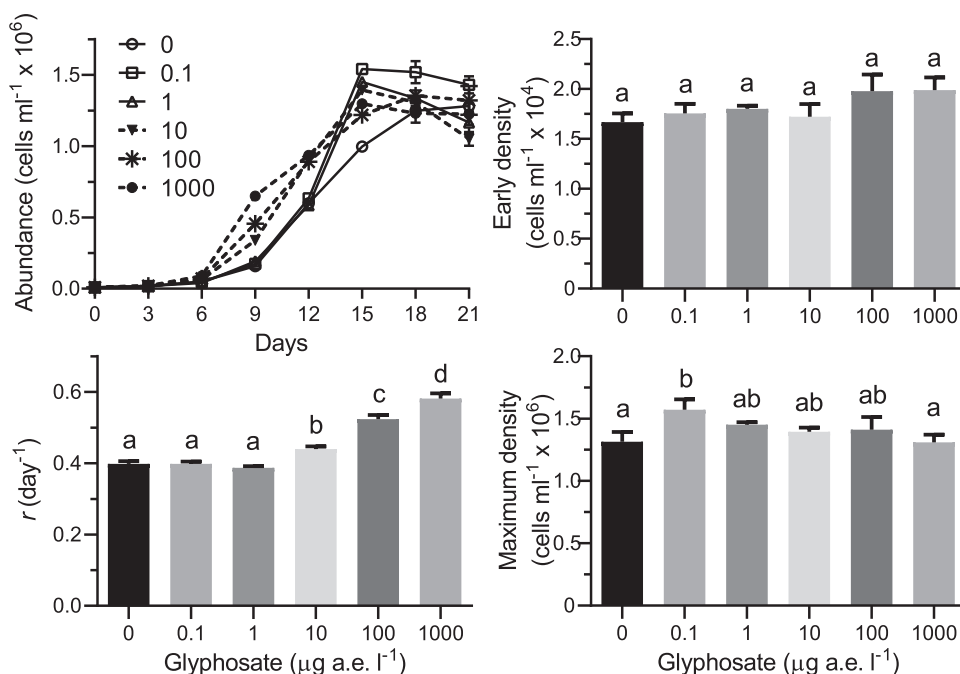 Abundance (cells ml⁻¹ x 10⁶)
1.5
1.0
0.5
0.0
0
0.1
1
10
100
1000
0 3 6 9 12 15 18 21
Days
Early density
(cells ml⁻¹ x 10⁴)
2.5
2.0
1.5
1.0
0.5
0
a a a a a a
0 0.1 1 10 100 1000
r (day⁻¹)
0.6
0.4
0.2
0.0
a a a b c d
0 0.1 1 10 100 1000
Glyphosate (μg a.e. l⁻¹)
Maximum density
(cells ml⁻¹ x 10⁶)
2.0
1.5
1.0
0.5
0
a b ab ab ab a
0 0.1 1 10 100 1000
Glyphosate (μg a.e. l⁻¹)